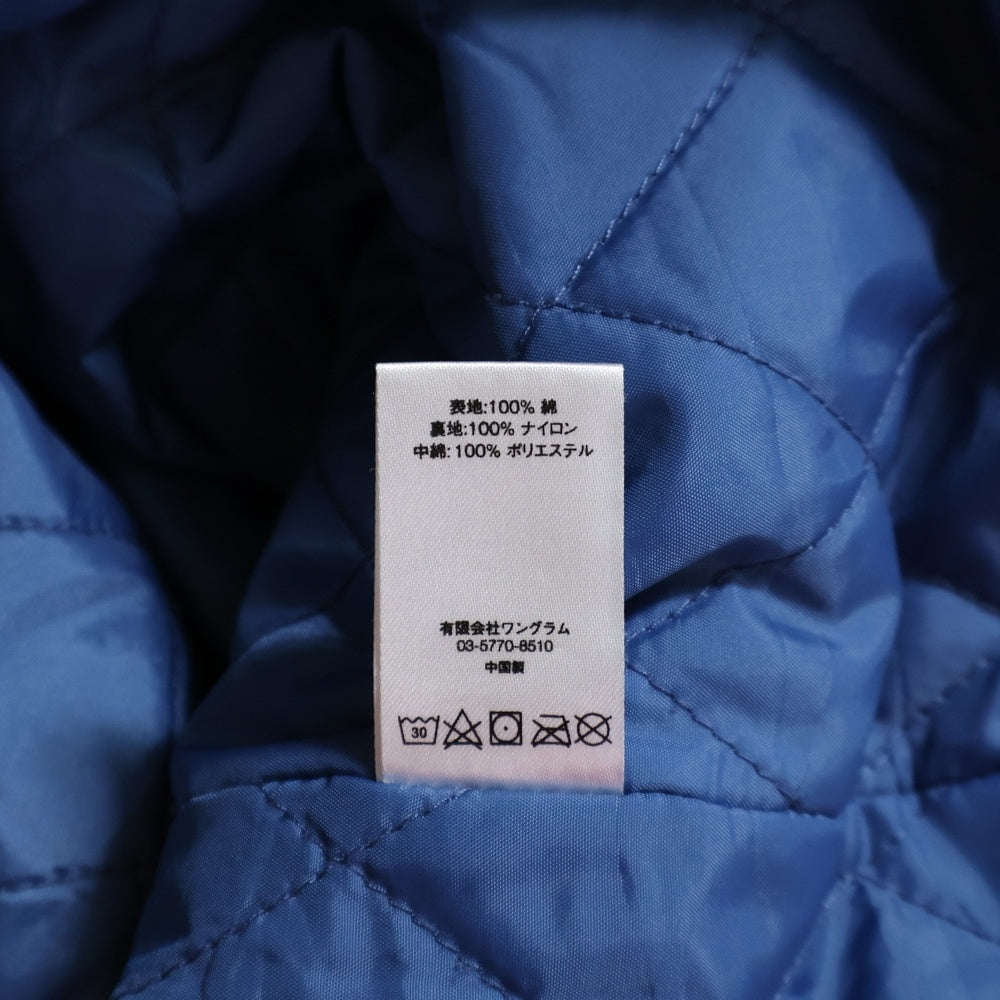 表地:100% 綿
裏地:100% ナイロン
中綿:100% ポリエステル
有限会社ワングラム
03-5770-8510
中国製
30